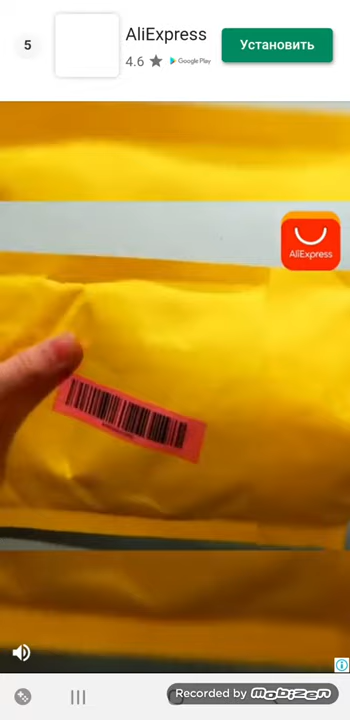 5
AliExpress
4.6
Google Play
Установить
AliExpress
Recorded by Mobizen